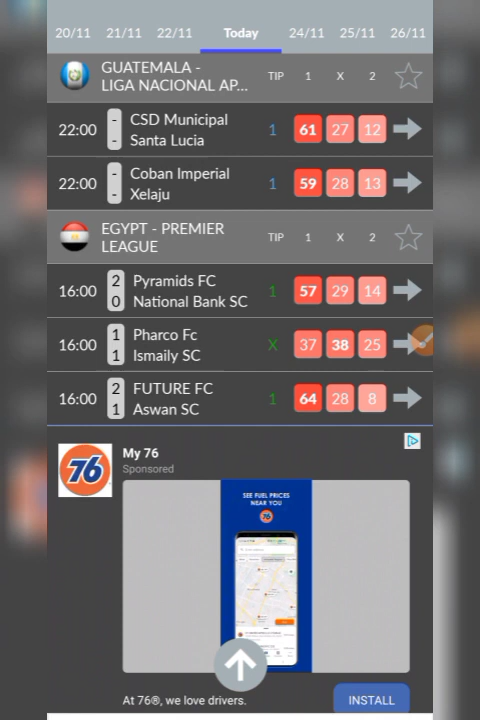 20/11 21/11 22/11 Today 24/11 25/11 26/11
GUATEMALA -
LIGA NACIONAL AP... TIP 1 X 2
22:00 - CSD Municipal 1 61 27 12
- Santa Lucia
22:00 - Coban Imperial 1 59 28 13
- Xelaju
EGYPT - PREMIER
LEAGUE TIP 1 X 2
16:00 2 Pyramids FC 1 57 29 14
0 National Bank SC
16:00 1 Pharco Fc X 37 38 25
1 Ismaily SC
16:00 2 FUTURE FC 1 64 28 8
1 Aswan SC
76
My 76
Sponsored
SEE FUEL PRICES
NEAR YOU
76
At 76®, we love drivers.
INSTALL